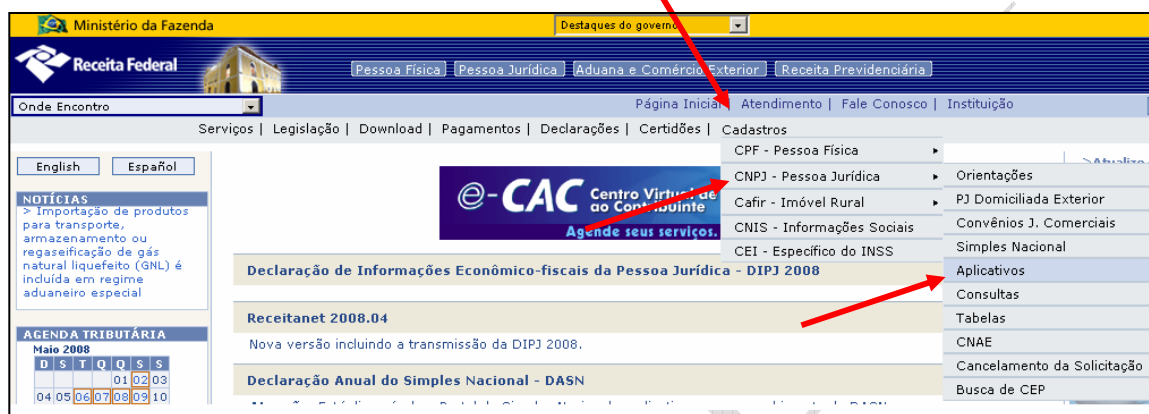 Ministério da Fazenda
Destaques do governo
Receita Federal
Pessoa Física Pessoa Jurídica Aduana e Comércio Exterior Receita Previdenciária
Onde Encontro
Página Inicial Atendimento | Fale Conosco | Instituição
Serviços | Legislação | Download | Pagamentos | Declarações | Certidões | Cadastros
CPF - Pessoa Física
CNPJ - Pessoa Jurídica
Cafir - Imóvel Rural
CNIS - Informações Sociais
CEI - Específico do INSS
Orientações
PJ Domiciliada Exterior
Convênios J. Comerciais
Simples Nacional
Aplicativos
Consultas
Tabelas
CNAE
Cancelamento da Solicitação
Busca de CEP
English Español
NOTÍCIAS
> Importação de produtos
para transporte,
armazenamento ou
regaseificação de gás
natural liquefeito (GNL) é
incluída em regime
aduaneiro especial
AGENDA TRIBUTÁRIA
Maio 2008
D S T Q Q S S
01 02 03
04 05 06 07 08 09 10
e-CAC Centro Virtual de
ao Contribuinte
Agende seus serviços.
Declaração de Informações Econômico-fiscais da Pessoa Jurídica - DIPJ 2008
Receitanet 2008.04
Nova versão incluindo a transmissão da DIPJ 2008.
Declaração Anual do Simples Nacional - DASN